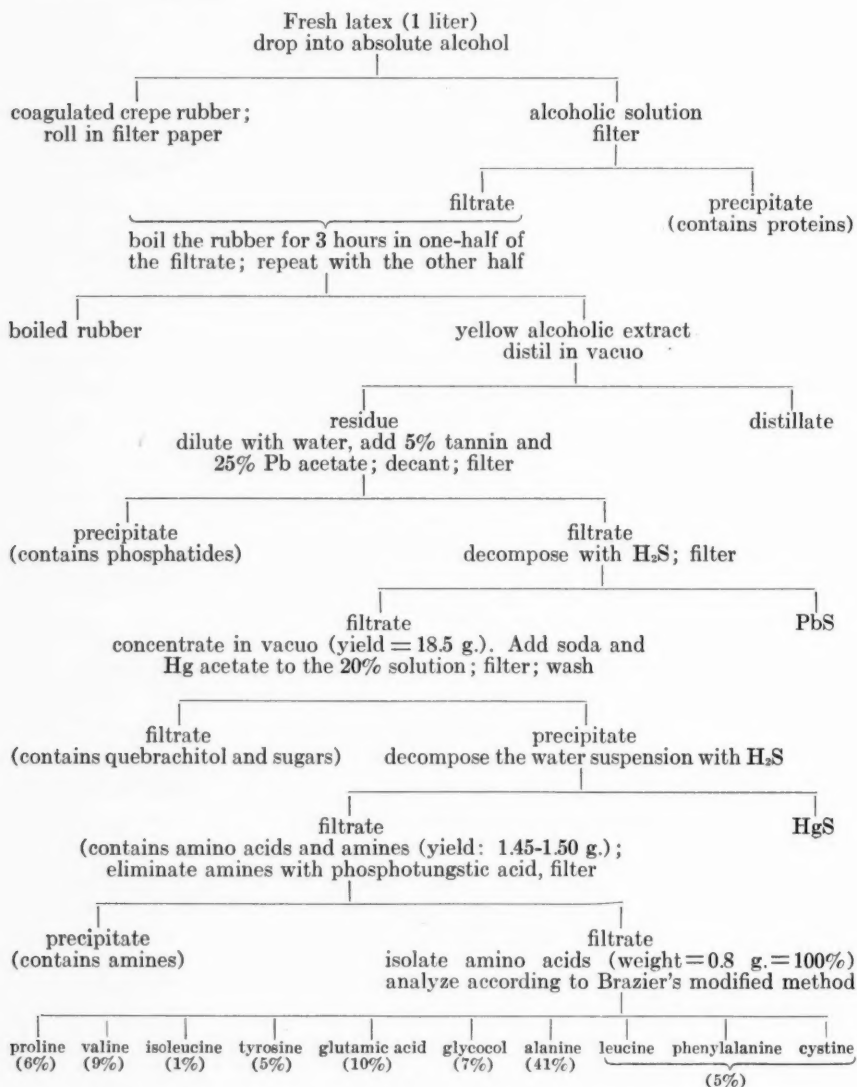 Fresh latex (1 liter)
drop into absolute alcohol
coagulated crepe rubber;
roll in filter paper
alcoholic solution
filter
filtrate
precipitate
(contains proteins)
boil the rubber for 3 hours in one-half of
the filtrate; repeat with the other half
boiled rubber
yellow alcoholic extract
distil in vacuo
residue
dilute with water, add 5% tannin and
25% Pb acetate; decant; filter
distillate
precipitate
(contains phosphatides)
filtrate
decompose with H₂S; filter
filtrate
concentrate in vacuo (yield = 18.5 g.). Add soda and
Hg acetate to the 20% solution; filter; wash
PbS
filtrate
(contains quebrachitol and sugars)
precipitate
decompose the water suspension with H₂S
filtrate
(contains amino acids and amines (yield: 1.45-1.50 g.);
eliminate amines with phosphotungstic acid, filter
HgS
precipitate
(contains amines)
filtrate
isolate amino acids (weight=0.8 g.=100%)
analyze according to Brazier's modified method
proline valine isoleucine tyrosine glutamic acid glycocol alanine leucine phenylalanine cystine
(6%) (9%) (1%) (5%) (10%) (7%) (41%)
(5%)